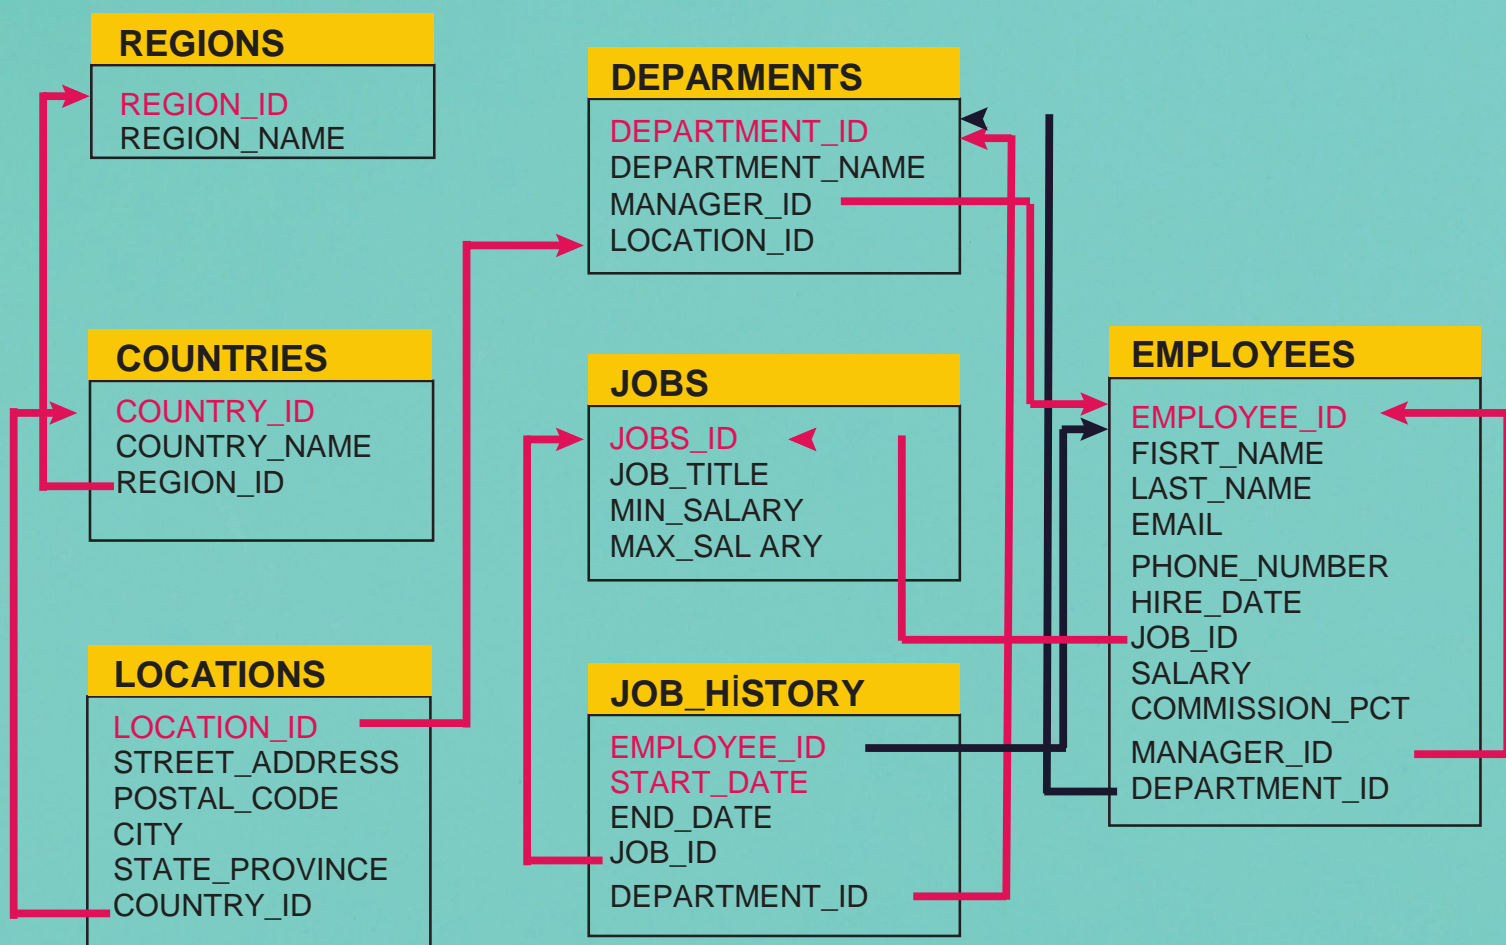 REGIONS
REGION_ID
REGION_NAME
COUNTRIES
COUNTRY_ID
COUNTRY_NAME
REGION_ID
LOCATIONS
LOCATION_ID
STREET_ADDRESS
POSTAL_CODE
CITY
STATE_PROVINCE
COUNTRY_ID
DEPARMENTS
DEPARTMENT_ID
DEPARTMENT_NAME
MANAGER_ID
LOCATION_ID
JOBS
JOBS_ID
JOB_TITLE
MIN_SALARY
MAX_SAL ARY
JOB_HİSTORY
EMPLOYEE_ID
START_DATE
END_DATE
JOB_ID
DEPARTMENT_ID
EMPLOYEES
EMPLOYEE_ID
FISRT_NAME
LAST_NAME
EMAIL
PHONE_NUMBER
HIRE_DATE
JOB_ID
SALARY
COMMISSION_PCT
MANAGER_ID
DEPARTMENT_ID